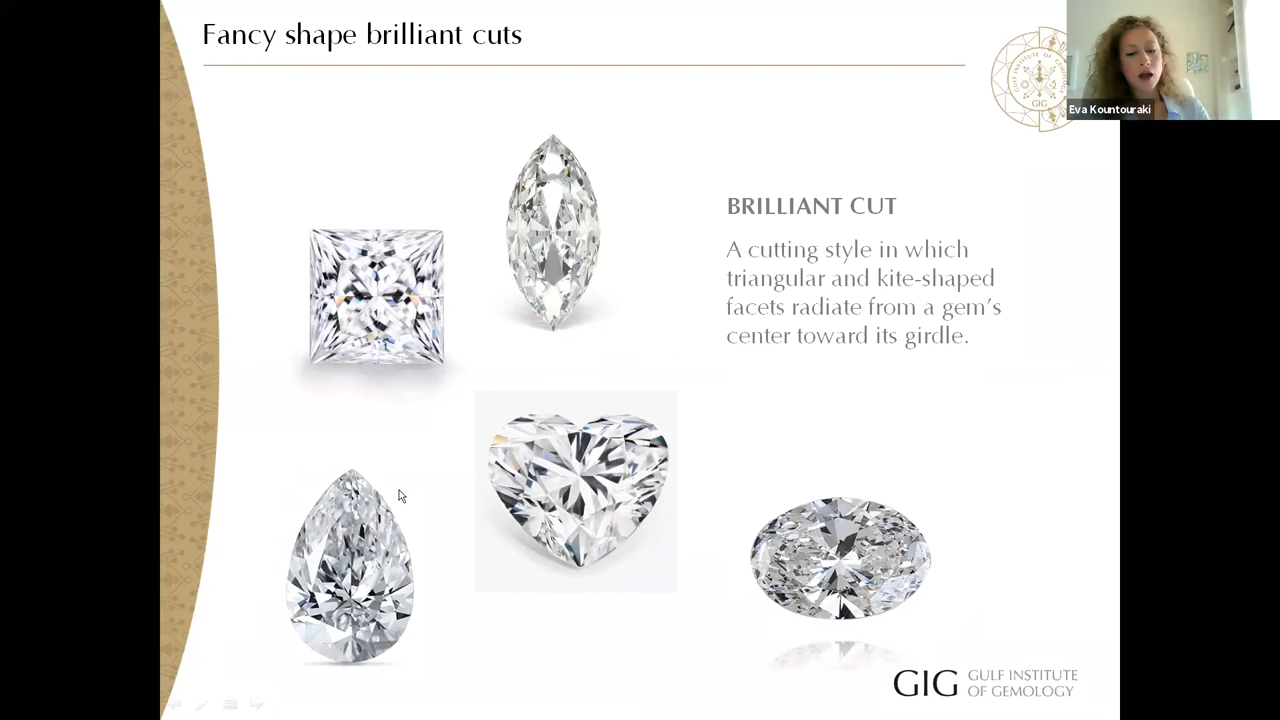 Fancy shape brilliant cuts
GIG
Eva Kountouraki
BRILLIANT CUT
A cutting style in which
triangular and kite-shaped
facets radiate from a gem's
center toward its girdle.
GIG GULF INSTITUTE
OF GEMOLOGY